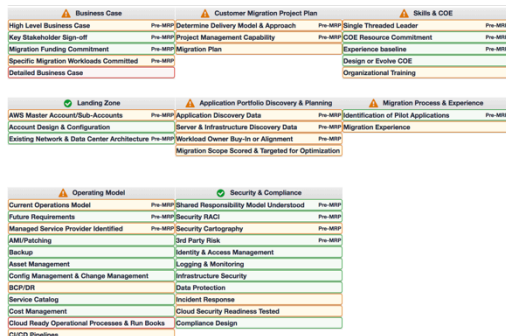 Business Case
High Level Business Case Pre-MRP
Key Stakeholder Sign-off Pre-MRP
Migration Funding Commitment Pre-MRP
Specific Migration Workloads Committed Pre-MRP
Detailed Business Case
Customer Migration Project Plan
Determine Delivery Model & Approach Pre-MRP
Project Management Capability Pre-MRP
Migration Plan
Skills & COE
Single Threaded Leader Pre-MRP
COE Resource Commitment Pre-MRP
Experience baseline Pre-MRP
Design or Evolve COE
Organizational Training
Landing Zone
AWS Master Account/Sub-Accounts Pre-MRP
Account Design & Configuration Pre-MRP
Existing Network & Data Center Architecture Pre-MRP
Application Portfolio Discovery & Planning
Application Discovery Data Pre-MRP
Server & Infrastructure Discovery Data Pre-MRP
Workload Owner Buy-In or Alignment Pre-MRP
Migration Scope Scored & Targeted for Optimization
Migration Process & Experience
Identification of Pilot Applications Pre-MRP
Migration Experience
Operating Model
Current Operations Model Pre-MRP
Future Requirements Pre-MRP
Managed Service Provider Identified Pre-MRP
AMI/Patching
Backup
Asset Management
Config Management & Change Management
BCP/DR
Service Catalog
Cost Management
Cloud Ready Operational Processes & Run Books
CI/CD Pipelines
Security & Compliance
Shared Responsibility Model Understood Pre-MRP
Security RACI Pre-MRP
Security Cartography Pre-MRP
3rd Party Risk Pre-MRP
Identity & Access Management
Logging & Monitoring
Infrastructure Security
Data Protection
Incident Response
Cloud Security Readiness Tested
Compliance Design